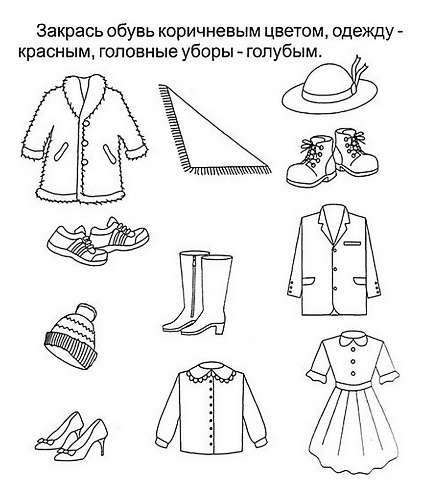 Закрась обувь коричневым цветом, одежду -
красным, головные уборы - голубым.